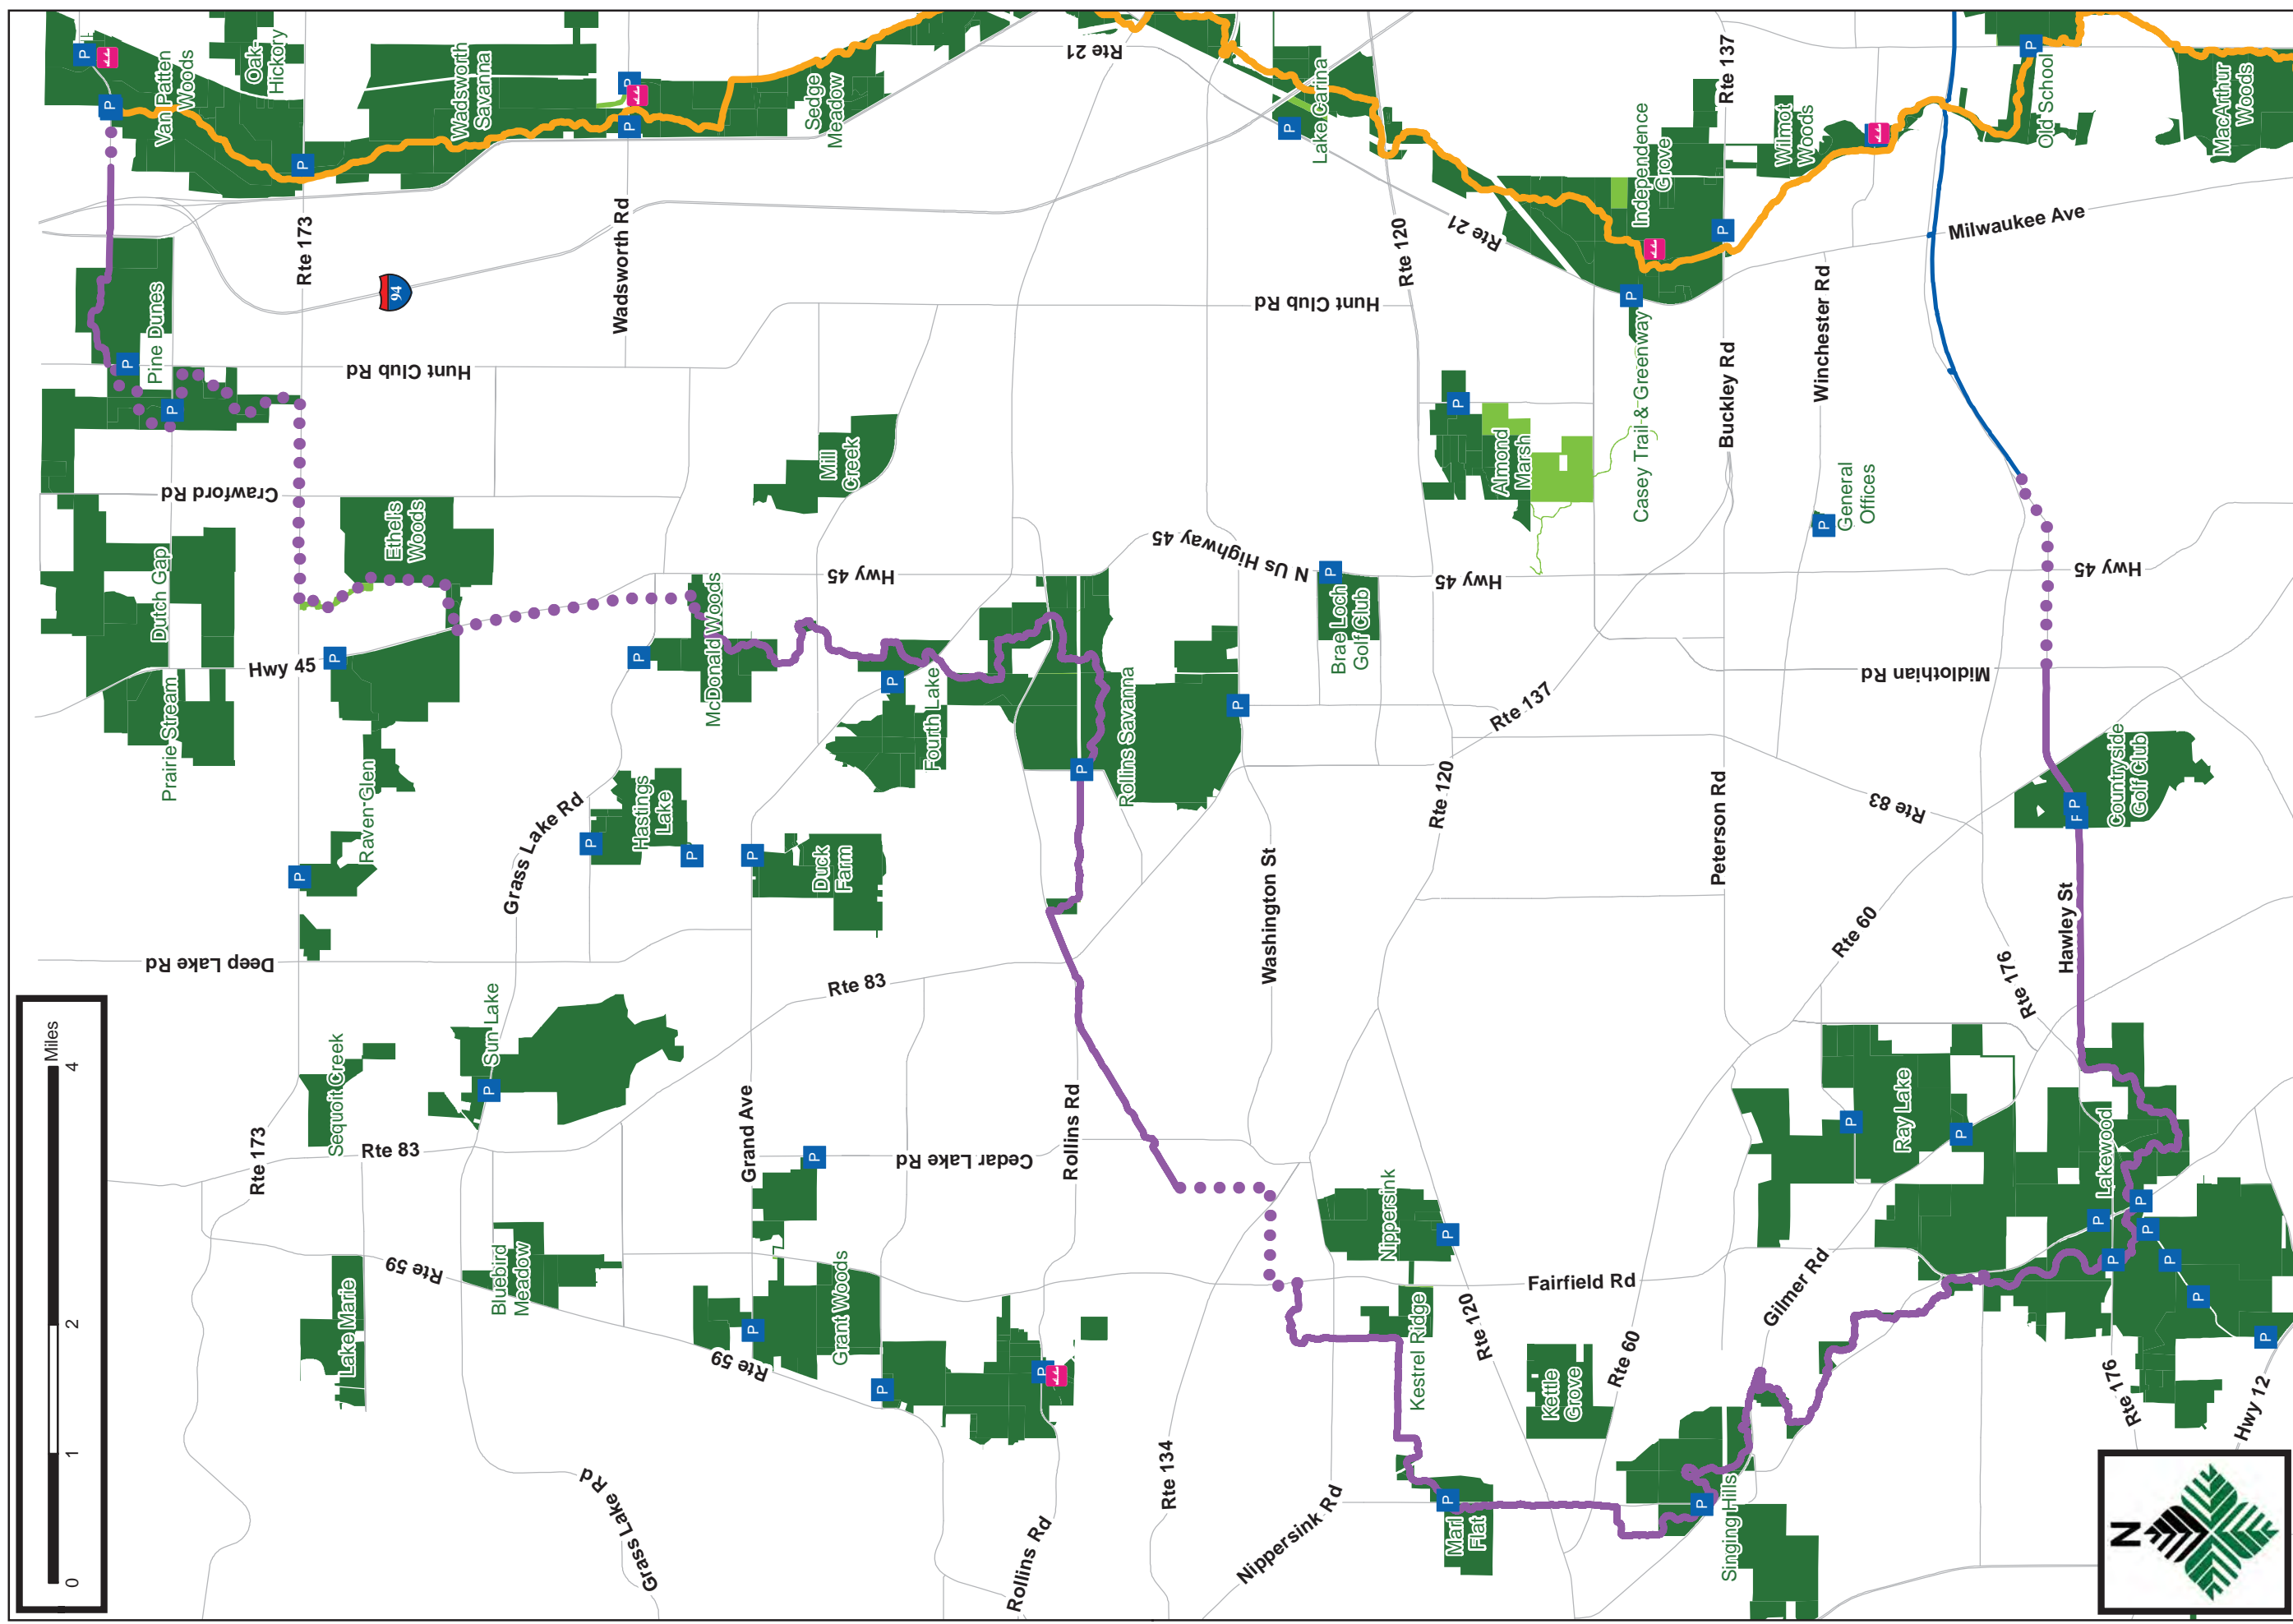 Van Patten
Woods
Oak-
Hickory
Wadsworth
Savanna
Sedge
Meadow
Rte 21
Lake Carina
Independence
Grove
Rte 137
Wilmot
Woods
Old School
MacArthur
Woods
Rte 173
94
Wadsworth Rd
Hunt Club Rd
Rte 120
Rte 21
Milwaukee Ave
Winchester Rd
Pine Dunes
Hunt Club Rd
Casey Trail & Greenway
Buckley Rd
Crawford Rd
Mill
Creek
Almond
Marsh
General
Offices
Dutch Gap
Ethel's
Woods
Hwy 45
N Us Highway 45
Hwy 45
Hwy 45
Brae Loch
Golf Club
Hwy 45
McDonald Woods
Midlothian Rd
Prairie Stream
Raven-Glen
Fourth Lake
Rollins Savanna
Rte 137
Countryside
Golf Club
Grass Lake Rd
Hastings
Lake
Duck
Farm
Rte 120
Peterson Rd
Rte 83
Washington St
Hawley St
Rte 60
Deep Lake Rd
Rte 83
Rte 176
Miles
4
2
1
0
Sequoit Creek
Sun Lake
Rte 173
Rte 83
Grand Ave
Cedar Lake Rd
Rollins Rd
Nippersink
Ray Lake
Lakewood
Rte 59
Lake Marie
Bluebird
Meadow
Grant Woods
Rte 59
Fairfield Rd
Gilmer Rd
Kestrel Ridge
Rte 120
Rte 60
Kettle
Grove
Rte 176
Hwy 12
Grass Lake Rd
Rollins Rd
Rte 134
Nippersink Rd
Marl
Flat
Singing Hills
N